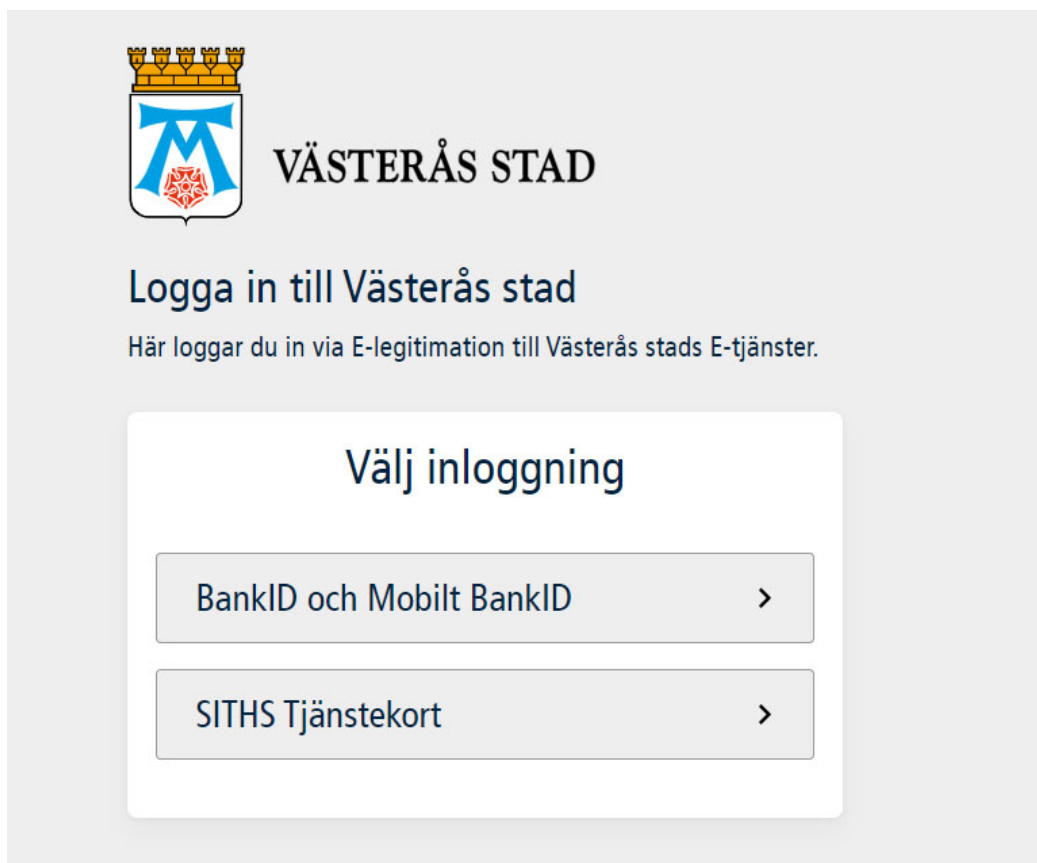 VÄSTERÅS STAD
Logga in till Västerås stad
Här loggar du in via E-legitimation till Västerås stads E-tjänster.
Välj inloggning
BankID och Mobilt BankID
SITHS Tjänstekort